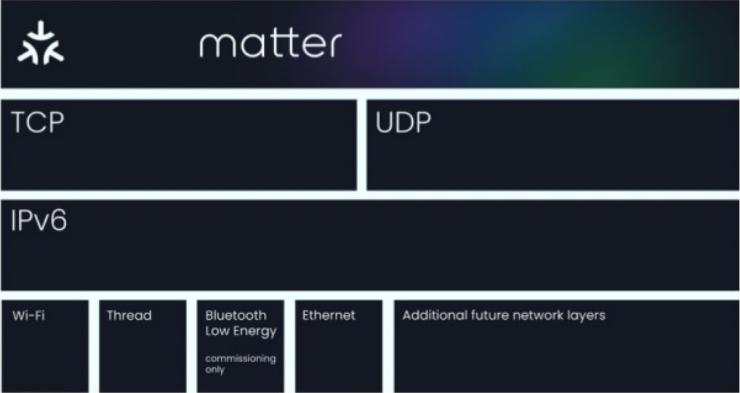 matter
TCP
UDP
IPv6
Wi-Fi
Thread
Bluetooth
Low Energy
commissioning
only
Ethernet
Additional future network layers